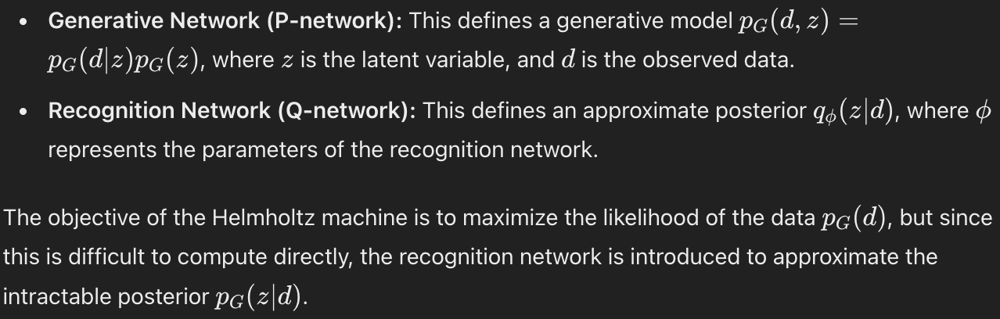 • Generative Network (P-network): This defines a generative model p_G(d, z) =
p_G(d|z)p_G(z), where z is the latent variable, and d is the observed data.
• Recognition Network (Q-network): This defines an approximate posterior q_ϕ(z|d), where ϕ
represents the parameters of the recognition network.
The objective of the Helmholtz machine is to maximize the likelihood of the data p_G(d), but since
this is difficult to compute directly, the recognition network is introduced to approximate the
intractable posterior p_G(z|d).